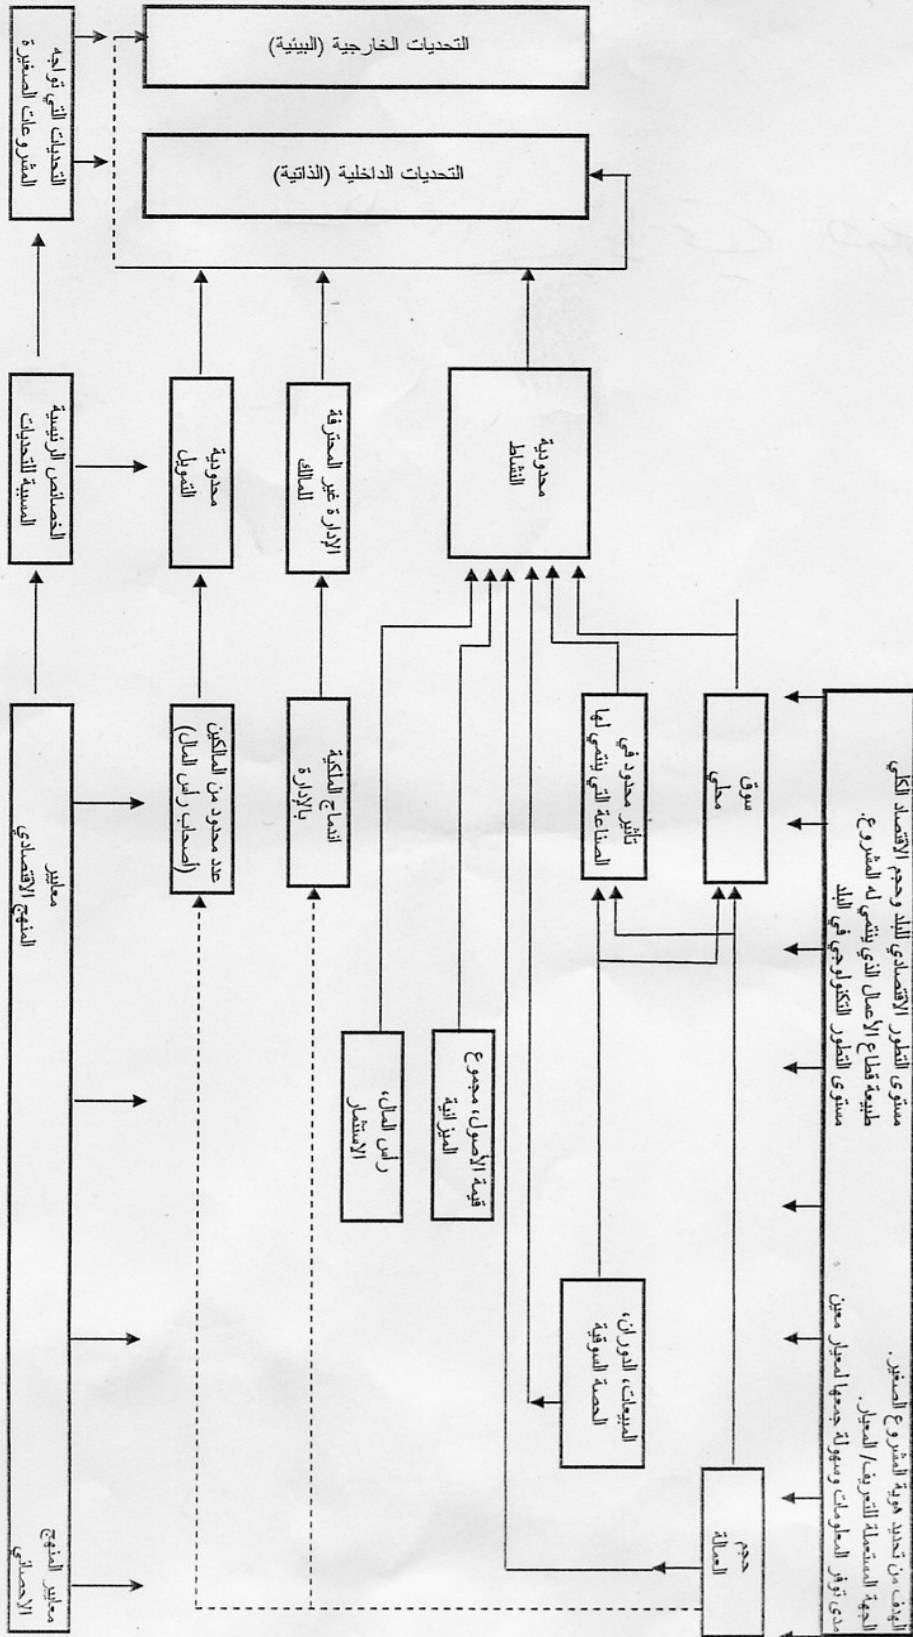 التحديات الخارجية (البيئية)
التحديات الداخلية (الذاتية)
التحديات التي تواجه
المشروعات الصغيرة
الخصائص الرئيسية
المسببة للتحديات
محدودية
التمويل
الإدارة غير المحترفة
للمالك
محدودية
النشاط
معايير
المنهج الاقتصادي
عدد محدود من المالكين
(أصحاب رأس المال)
اندماج الملكية
بالإدارة
تأثير محدود في
الصناعة التي ينتمي لها
سوق
محلي
مستوى التطور الاقتصادي للبلد وحجم الاقتصاد الكلي
طبيعة قطاع الأعمال الذي ينتمي له المشروع.
مستوى التطور التكنولوجي في البلد
رأس المال،
الاستثمار
قيمة الأصول، مجموع
الميزانية
المبيعات، الدوران،
الحصة السوقية
حجم
العمالة
الهدف من تحديد هوية المشروع الصغير.
الجهة المستعملة للتعريف/ المعيار.
مدى توفر المعلومات وسهولة جمعها لمعيار معين
معايير المنهج
الاحصائي